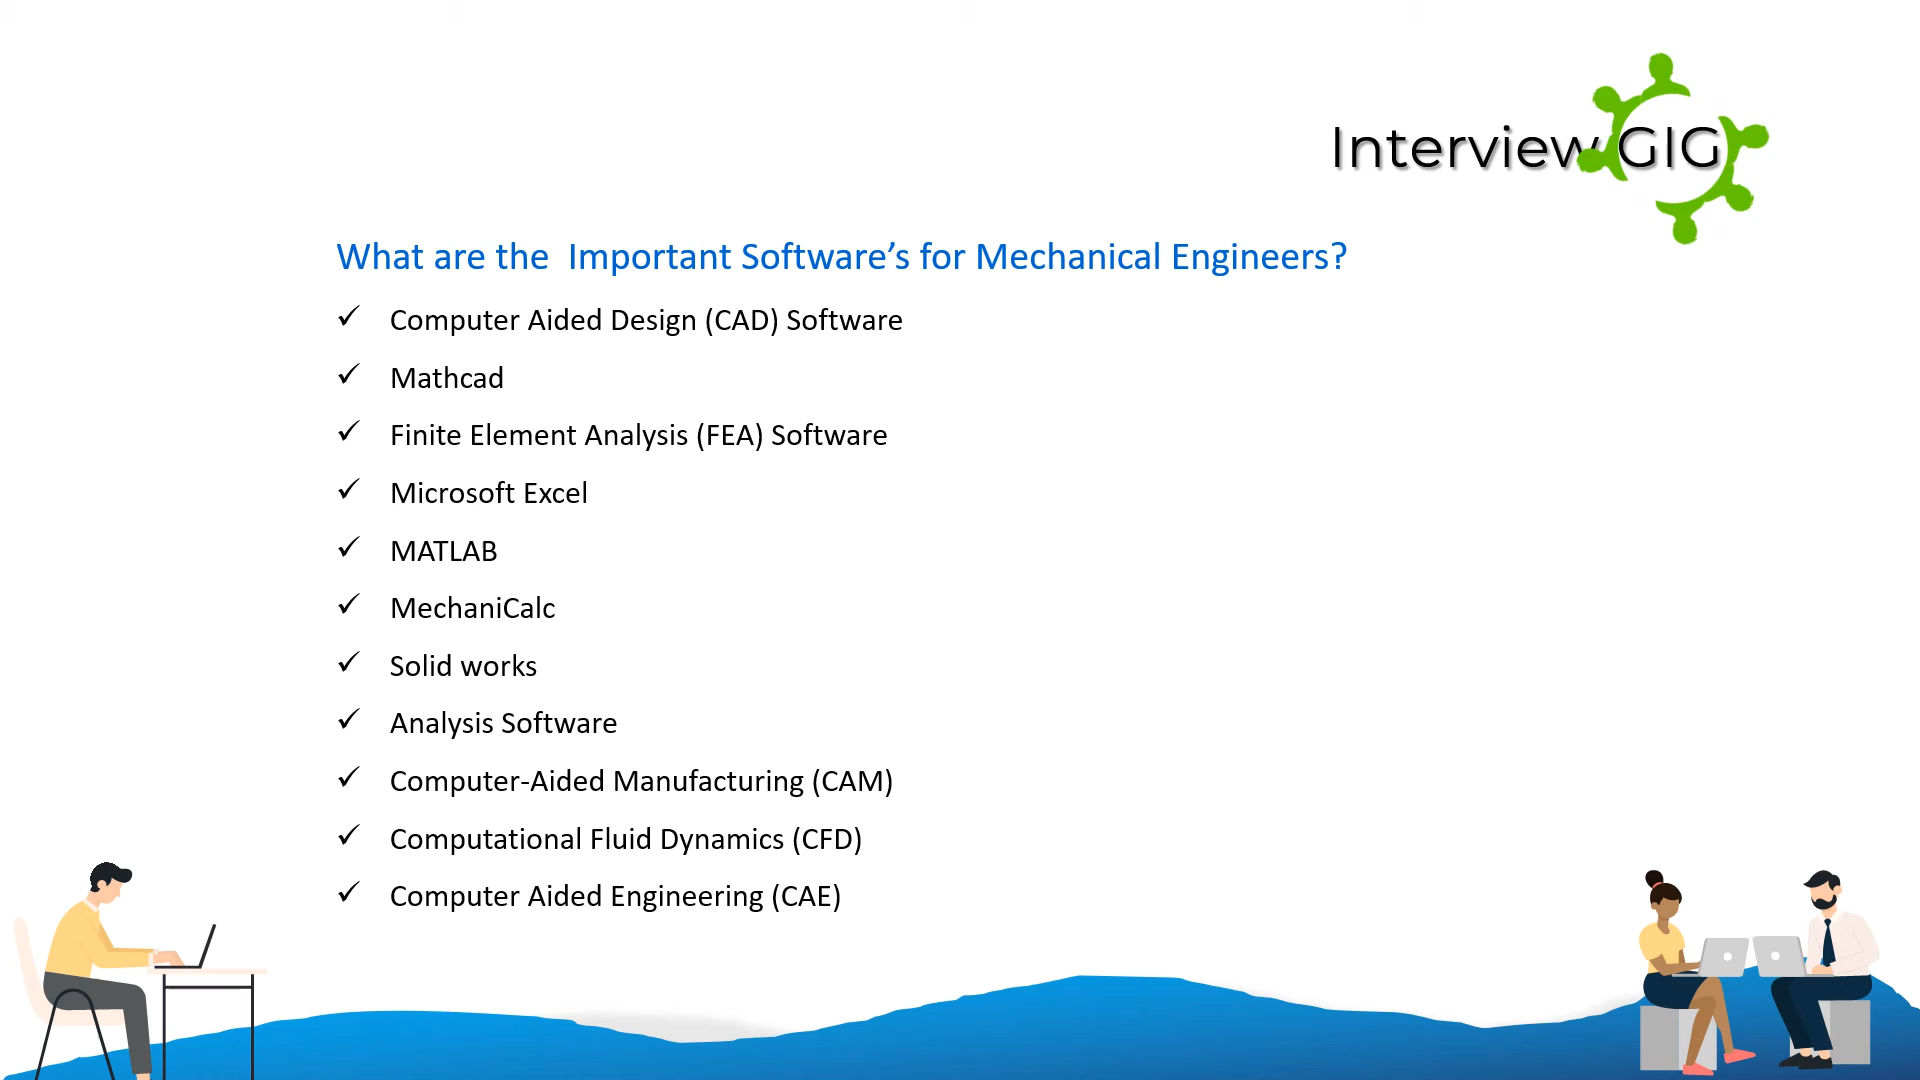 Interview GIG
What are the  Important Software’s for Mechanical Engineers?
✓ Computer Aided Design (CAD) Software
✓ Mathcad
✓ Finite Element Analysis (FEA) Software
✓ Microsoft Excel
✓ MATLAB
✓ MechaniCalc
✓ Solid works
✓ Analysis Software
✓ Computer-Aided Manufacturing (CAM)
✓ Computational Fluid Dynamics (CFD)
✓ Computer Aided Engineering (CAE)